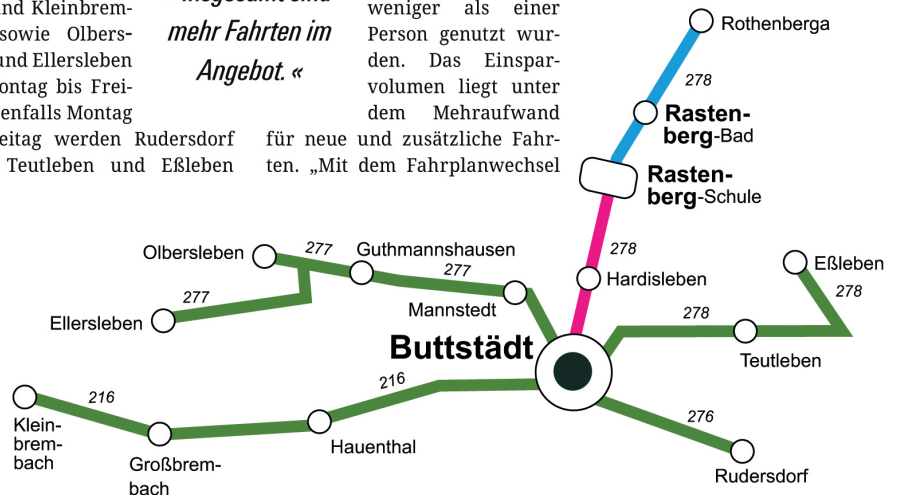 und Kleinbrem-
sowie Olbers-
und Ellersleben
ontag bis Frei-
enfalls Montag
eitag werden Rudersdorf
Teutleben und Eßleben
mehr Fahrten im
Angebot. «
weniger als einer
Person genutzt wur-
den. Das Einspar-
volumen liegt unter
dem Mehraufwand
für neue und zusätzliche Fahr-
ten. „Mit dem Fahrplanwechsel
Rothenberga
278
Rasten-
berg-Bad
Rasten-
berg-Schule
278
Hardisleben
Olbersleben
277
Guthmannshausen
277
Mannstedt
277
Ellersleben
Eßleben
278
278
Teutleben
Buttstädt
216
216
Klein-
brem-
bach
Großbrem-
bach
Hauenthal
276
Rudersdorf